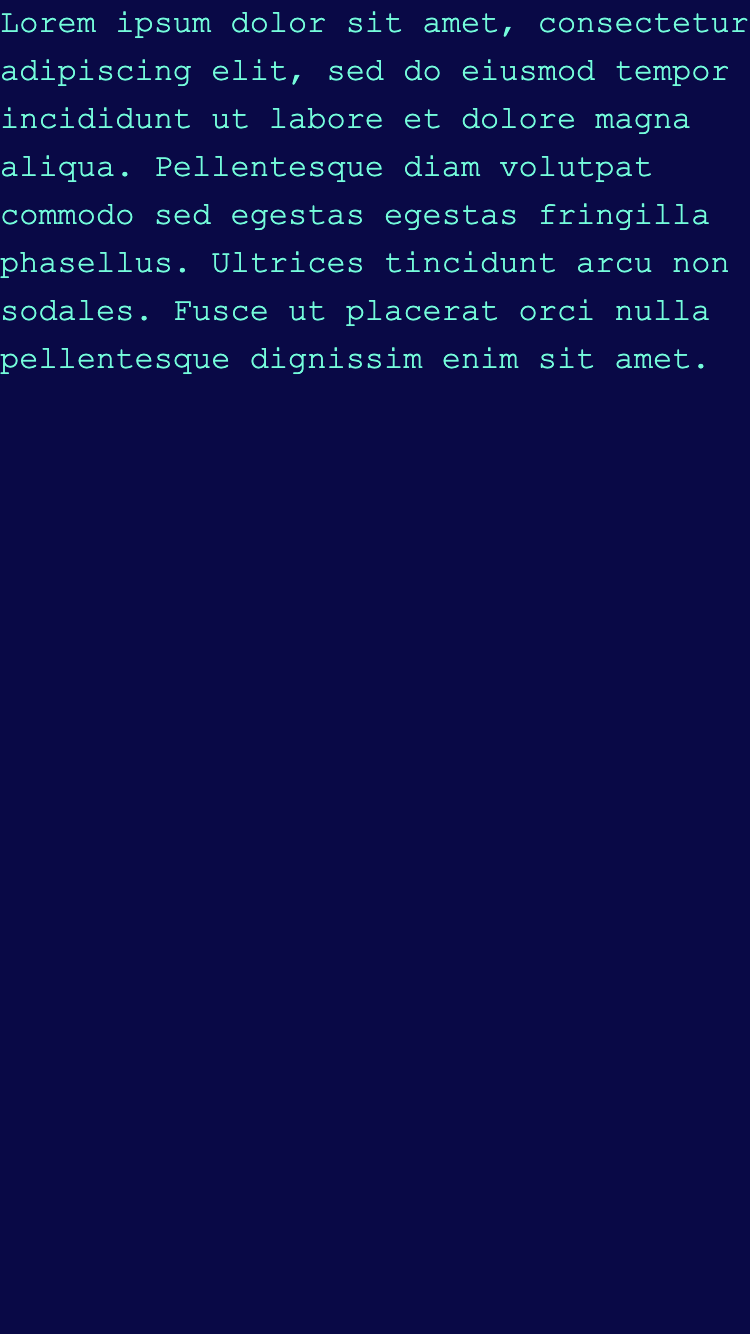 Lorem ipsum dolor sit amet, consectetur
adipiscing elit, sed do eiusmod tempor
incididunt ut labore et dolore magna
aliqua. Pellentesque diam volutpat
commodo sed egestas egestas fringilla
phasellus. Ultrices tincidunt arcu non
sodales. Fusce ut placerat orci nulla
pellentesque dignissim enim sit amet.